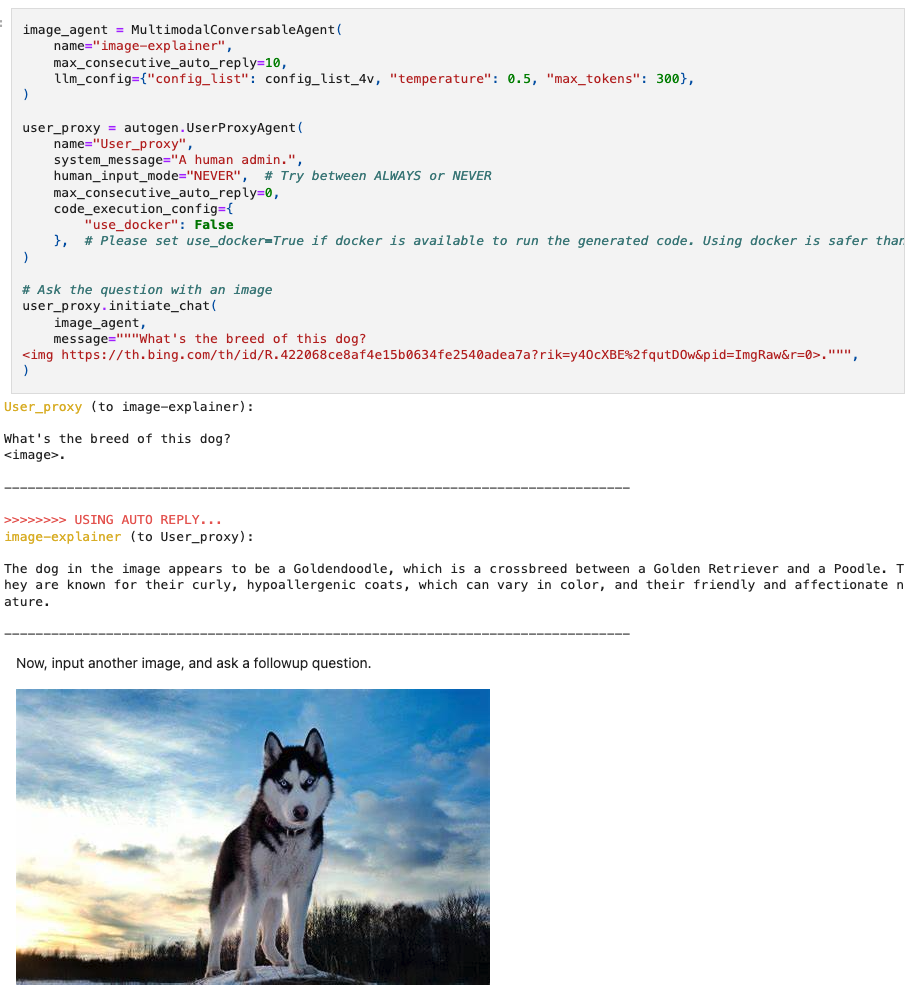 :
image_agent = MultimodalConversableAgent(
    name="image-explainer",
    max_consecutive_auto_reply=10,
    llm_config={"config_list": config_list_4v, "temperature": 0.5, "max_tokens": 300},
)

user_proxy = autogen.UserProxyAgent(
    name="User_proxy",
    system_message="A human admin.",
    human_input_mode="NEVER",  # Try between ALWAYS or NEVER
    max_consecutive_auto_reply=0,
    code_execution_config={
        "use_docker": False
    },  # Please set use_docker=True if docker is available to run the generated code. Using docker is safer than
)

# Ask the question with an image
user_proxy.initiate_chat(
    image_agent,
    message="""What's the breed of this dog?
<img https://th.bing.com/th/id/R.422068ce8af4e15b0634fe2540adea7a?rik=y4OcXBE%2fqutDOw&pid=ImgRaw&r=0>.""",
)
User_proxy (to image-explainer):

What's the breed of this dog?
<image>.

--------------------------------------------------------------------------------

>>>>>>>> USING AUTO REPLY...
image-explainer (to User_proxy):

The dog in the image appears to be a Goldendoodle, which is a crossbreed between a Golden Retriever and a Poodle. T
hey are known for their curly, hypoallergenic coats, which can vary in color, and their friendly and affectionate n
ature.

--------------------------------------------------------------------------------
Now, input another image, and ask a followup question.